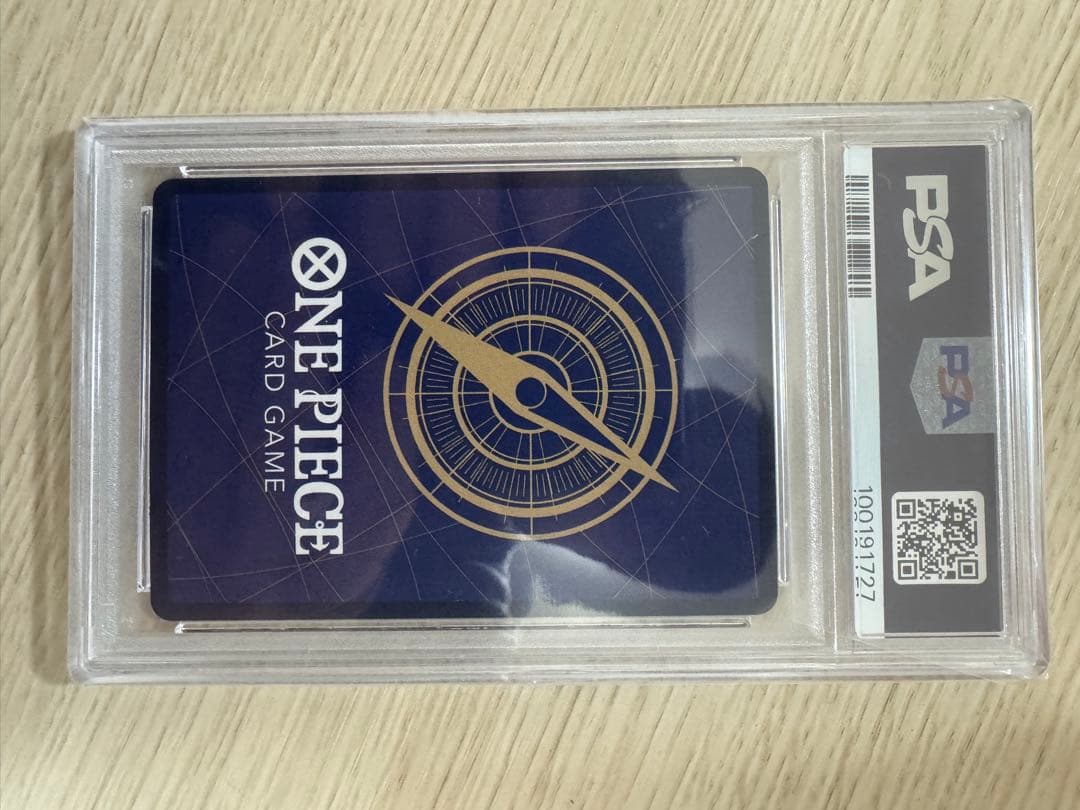 PSA
PSA
100191727
ONE PIECE
CARD GAME